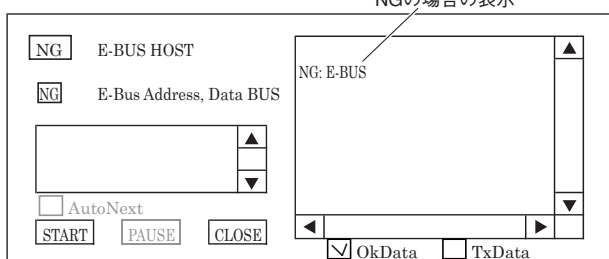 NGの場合の表示
NG E-BUS HOST
NG E-Bus Address, Data BUS
NG: E-BUS
AutoNext
START PAUSE CLOSE
OkData TxData